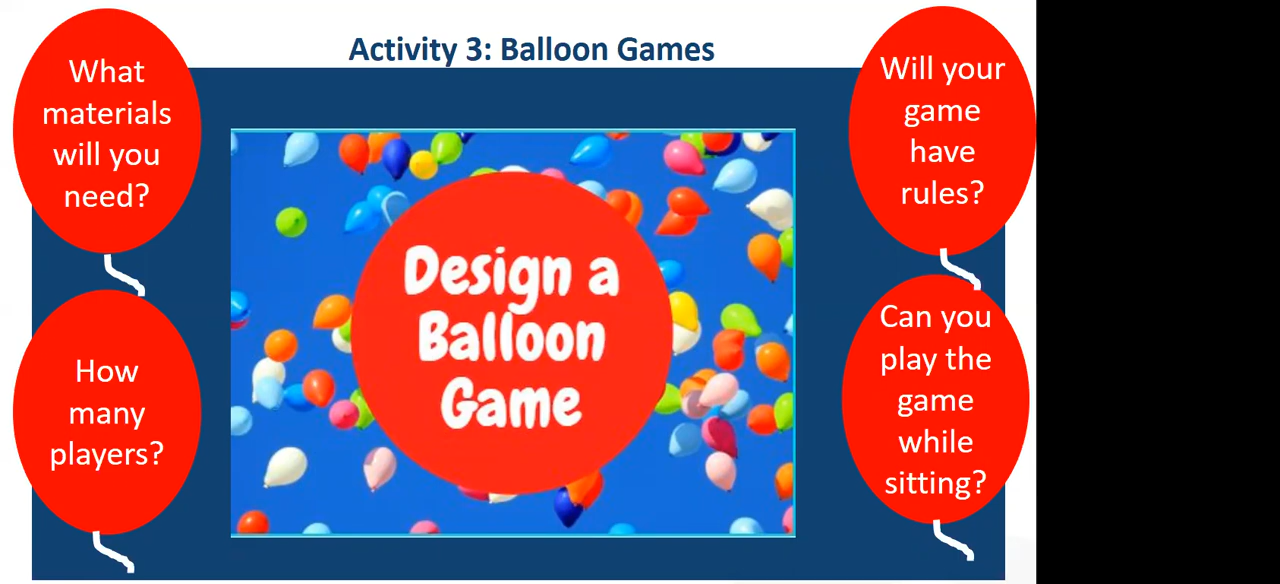 Activity 3: Balloon Games
What
materials
will you
need?
How
many
players?
Design a
Balloon
Game
Will your
game
have
rules?
Can you
play the
game
while
sitting?